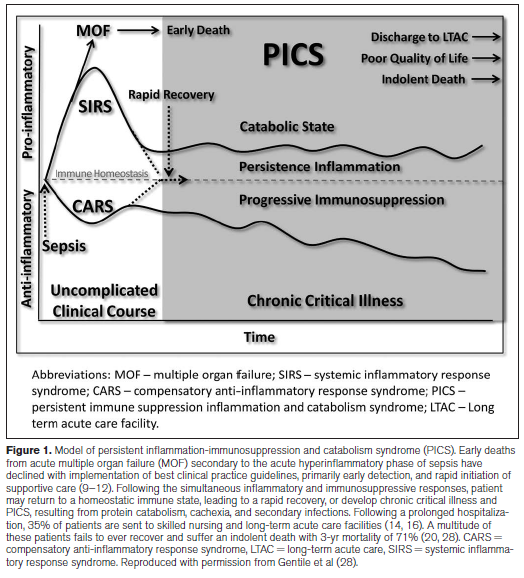 MOF
Early Death
PICS
Discharge to LTAC
Poor Quality of Life
Indolent Death
Pro-inflammatory
SIRS
Rapid Recovery
Catabolic State
Immune Homeostasis
Persistence Inflammation
Anti-inflammatory
CARS
Progressive Immunosuppression
Sepsis
Uncomplicated
Clinical Course
Chronic Critical Illness
Time
Abbreviations: MOF – multiple organ failure; SIRS – systemic inflammatory response
syndrome; CARS – compensatory anti-inflammatory response syndrome; PICS –
persistent immune suppression inflammation and catabolism syndrome; LTAC – Long
term acute care facility.
Figure 1. Model of persistent inflammation-immunosuppression and catabolism syndrome (PICS). Early deaths
from acute multiple organ failure (MOF) secondary to the acute hyperinflammatory phase of sepsis have
declined with implementation of best clinical practice guidelines, primarily early detection, and rapid initiation of
supportive care (9–12). Following the simultaneous inflammatory and immunosuppressive responses, patient
may return to a homeostatic immune state, leading to a rapid recovery, or develop chronic critical illness and
PICS, resulting from protein catabolism, cachexia, and secondary infections. Following a prolonged hospitaliza-
tion, 35% of patients are sent to skilled nursing and long-term acute care facilities (14, 16). A multitude of
these patients fails to ever recover and suffer an indolent death with 3-yr mortality of 71% (20, 28). CARS =
compensatory anti-inflammatory response syndrome, LTAC = long-term acute care, SIRS = systemic inflamma-
tory response syndrome. Reproduced with permission from Gentile et al (28).